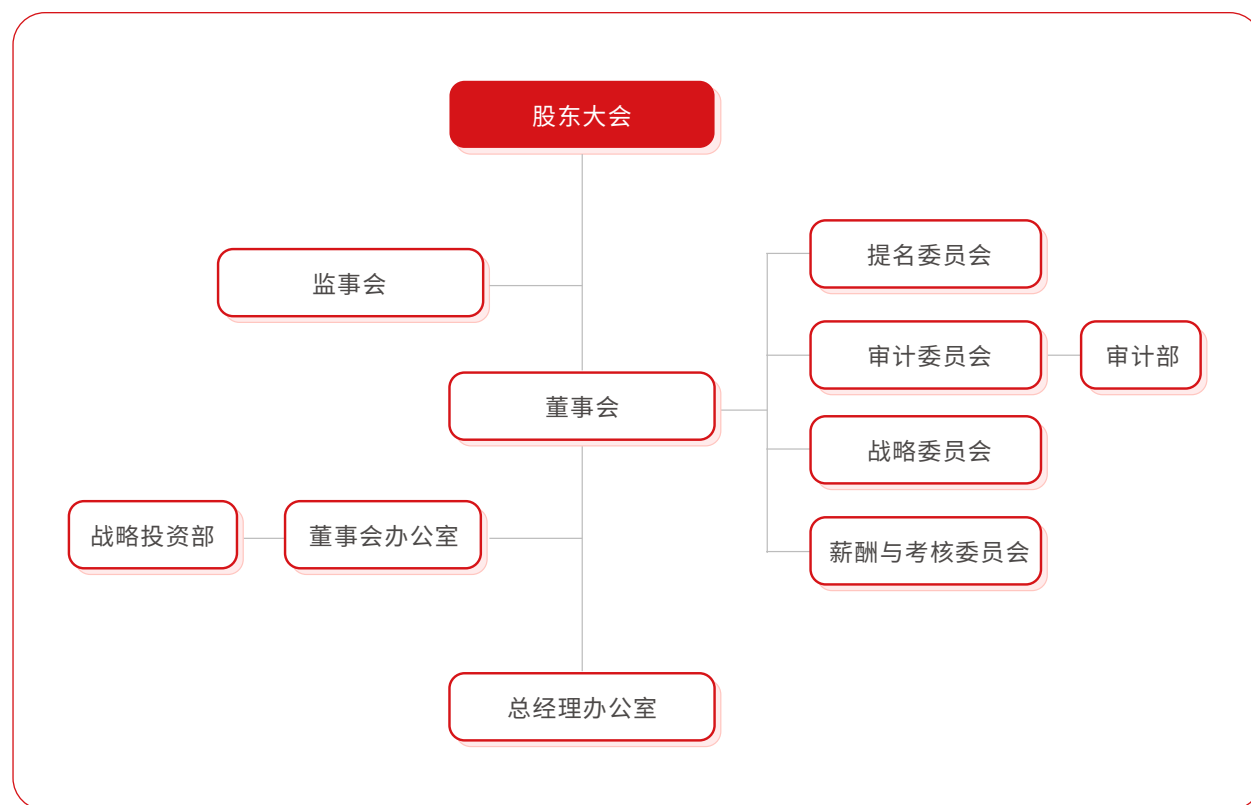 股东大会
提名委员会
监事会
审计委员会
审计部
董事会
战略委员会
战略投资部
董事会办公室
薪酬与考核委员会
总经理办公室